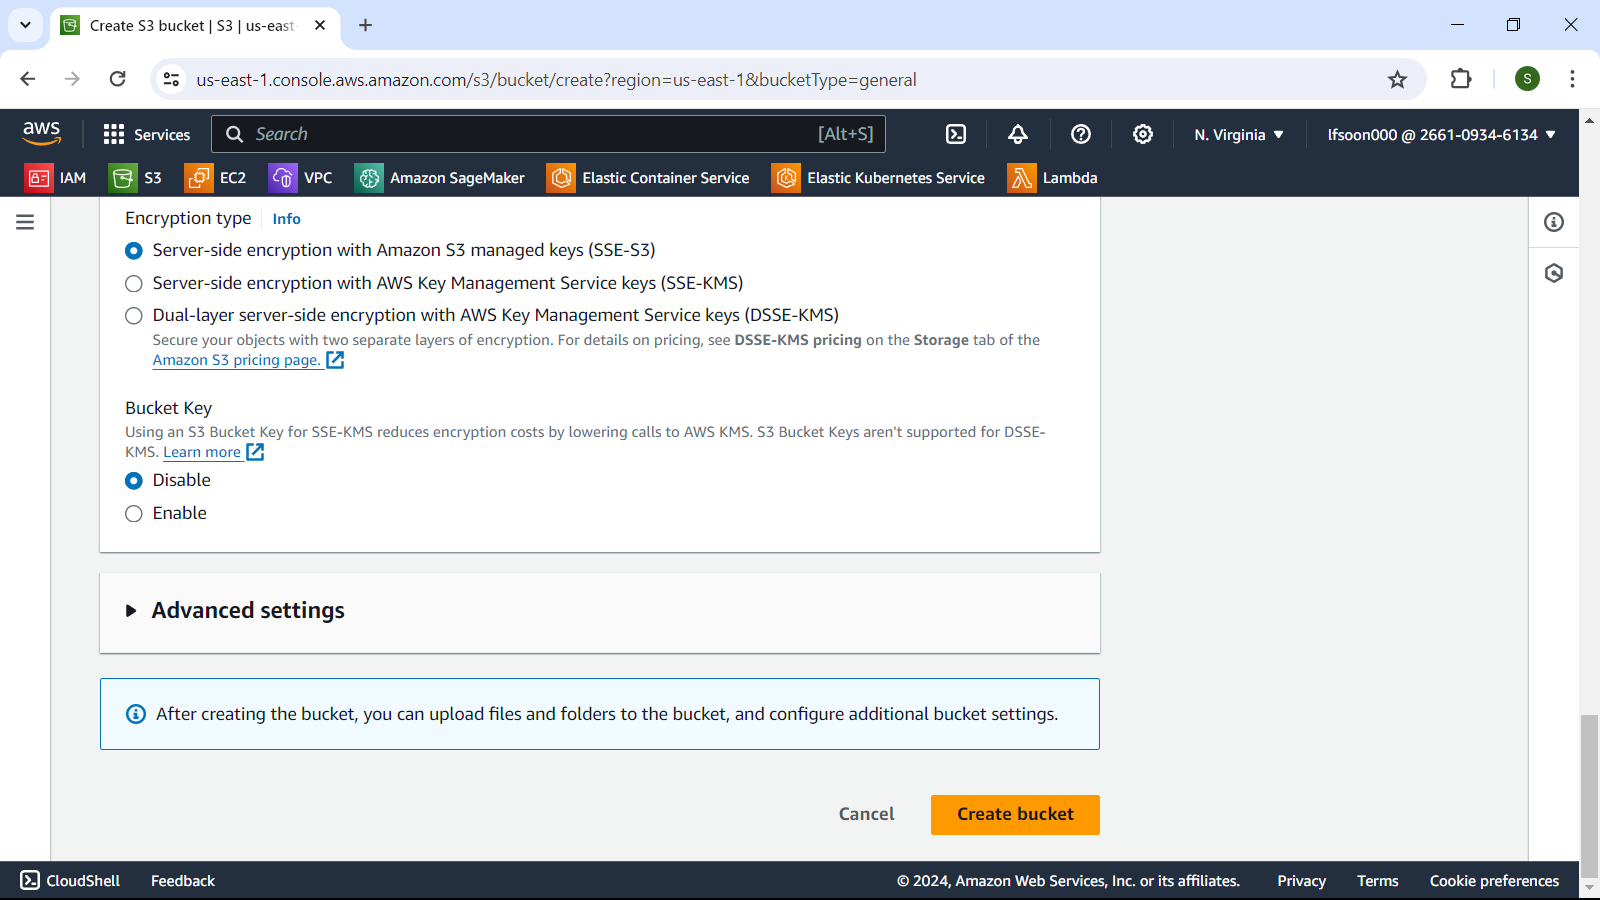 Create S3 bucket | S3 | us-east-
us-east-1.console.aws.amazon.com/s3/bucket/create?region=us-east-1&bucketType=general
S
aws
Services
Search
[Alt+S]
N. Virginia
lfsoon000 @ 2661-0934-6134
IAM
S3
EC2
VPC
Amazon SageMaker
Elastic Container Service
Elastic Kubernetes Service
Lambda
Encryption type
Info
Server-side encryption with Amazon S3 managed keys (SSE-S3)
Server-side encryption with AWS Key Management Service keys (SSE-KMS)
Dual-layer server-side encryption with AWS Key Management Service keys (DSSE-KMS)
Secure your objects with two separate layers of encryption. For details on pricing, see DSSE-KMS pricing on the Storage tab of the
Amazon S3 pricing page.
Bucket Key
Using an S3 Bucket Key for SSE-KMS reduces encryption costs by lowering calls to AWS KMS. S3 Bucket Keys aren't supported for DSSE-
KMS. Learn more
Disable
Enable
Advanced settings
After creating the bucket, you can upload files and folders to the bucket, and configure additional bucket settings.
Cancel
Create bucket
CloudShell
Feedback
© 2024, Amazon Web Services, Inc. or its affiliates.
Privacy
Terms
Cookie preferences